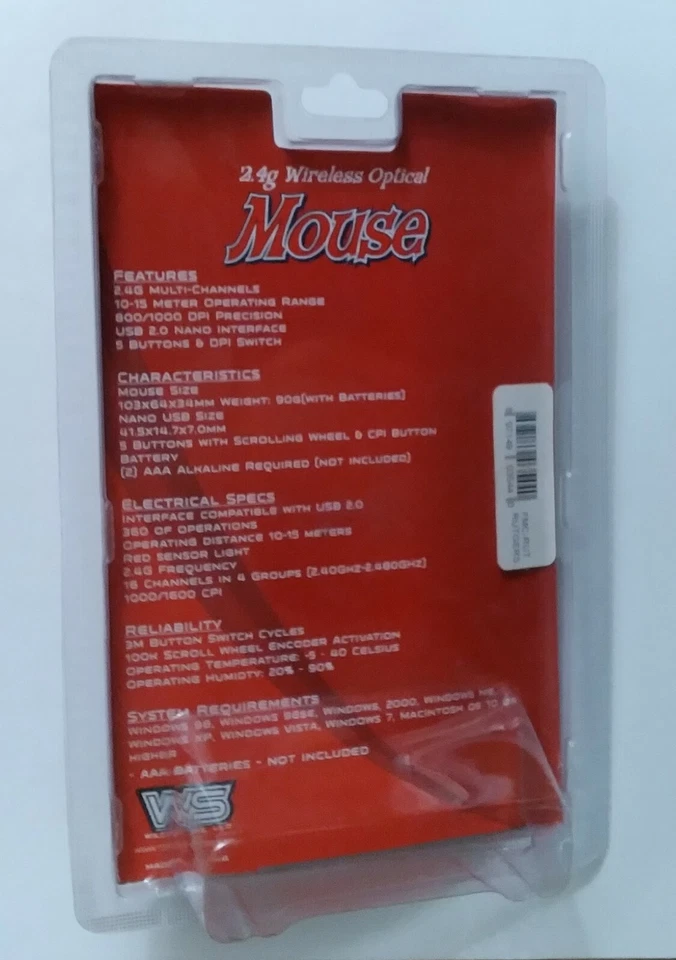 2.4g Wireless Optical
Mouse
FEATURES
2.4G MULTI-CHANNELS
10-15 METER OPERATING RANGE
800/1000 DPI PRECISION
USB 2.0 NANO INTERFACE
5 BUTTONS & DPI SWITCH
CHARACTERISTICS
MOUSE SIZE
103X64X34MM WEIGHT: 90G(WITH BATTERIES)
NANO USB SIZE
41.5X14.7X7.0MM
5 BUTTONS WITH SCROLLING WHEEL & CPI BUTTON
BATTERY
(2) AAA ALKALINE REQUIRED (NOT INCLUDED)
ELECTRICAL SPECS
INTERFACE COMPATIBLE WITH USB 2.0
360 OF OPERATIONS
OPERATING DISTANCE 10-15 METERS
RED SENSOR LIGHT
2.4G FREQUENCY
16 CHANNELS IN 4 GROUPS (2.40GHZ-2.480GHZ)
1000/1600 CPI
RELIABILITY
3M BUTTON SWITCH CYCLES
100K SCROLL WHEEL ENCODER ACTIVATION
OPERATING TEMPERATURE: -5 - 40 CELSIUS
OPERATING HUMIDTY: 20% - 90%
SYSTEM REQUIREMENTS
WINDOWS 98, WINDOWS 98SE, WINDOWS, 2000, WINDOWS ME,
WINDOWS XP, WINDOWS VISTA, WINDOWS 7, MACINTOSH OS 10 OR
HIGHER
- AAA BATTERIES - NOT INCLUDED
WS
FMC-RUT
RUTGERS